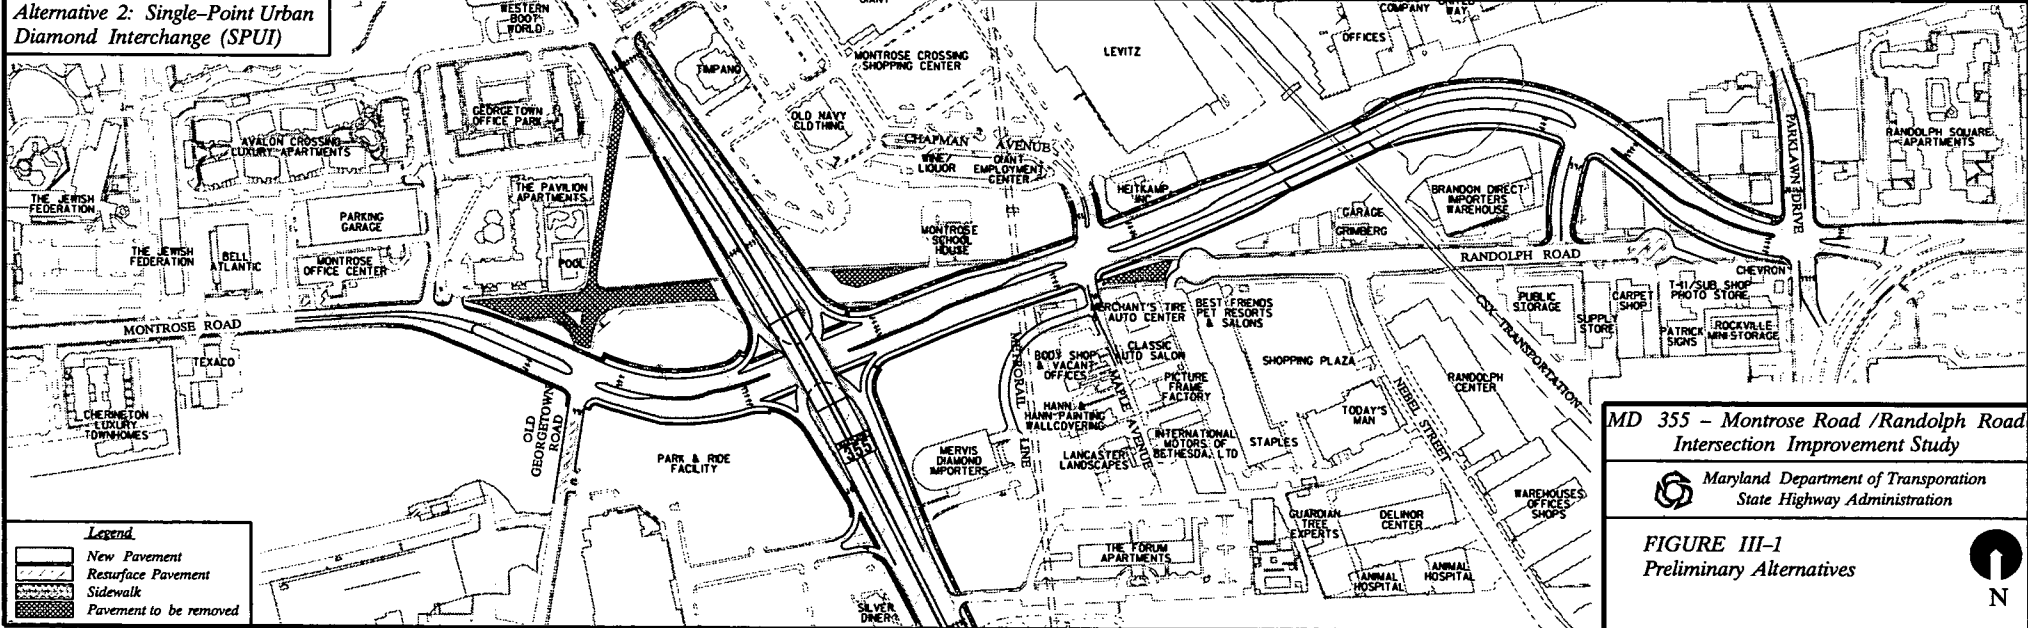 Alternative 2: Single-Point Urban
Diamond Interchange (SPUI)
WESTERN
BOOT
WORLD
TIMPANO
MONTROSE CROSSING
SHOPPING CENTER
LEVITZ
COMPANY
WAY
OFFICES
GEORGETOWN
OFFICE PARK
OLD NAVY
CLOTHING
CHAPMAN AVENUE
WINE/
LIQUOR
GIANT
EMPLOYMENT
CENTER
AVALON CROSSING
LUXURY APARTMENTS
THE JEWISH
FEDERATION
THE PAVILION
APARTMENTS
PARKING
GARAGE
POOL
THE JEWISH
FEDERATION
BELL
ATLANTIC
MONTROSE
OFFICE CENTER
MONTROSE
SCHOOL
HOUSE
HEITKAMP
INC.
GARAGE
GRIMBERG
BRANDON DIRECT
IMPORTERS
WAREHOUSE
PARKLAWN DRIVE
RANDOLPH SQUARE
APARTMENTS
RANDOLPH ROAD
CHEVRON
T-11/SUB SHOP
PHOTO STORE
PUBLIC
STORAGE
CARPET
SHOP
SUPPLY
STORE
PATRICK
SIGNS
ROCKVILLE
MINI STORAGE
MONTROSE ROAD
TEXACO
CHERINGTON
LUXURY
TOWNHOMES
OLD
GEORGETOWN
ROAD
PARK & RIDE
FACILITY
355
MERVIS
DIAMOND
IMPORTERS
METRORAIL LINE
MERCHANT'S TIRE
AUTO CENTER
BEST FRIENDS
PET RESORTS
& SALONS
BODY SHOP
& VACANT
OFFICES
CLASSIC
AUTO SALON
SHOPPING PLAZA
PICTURE
FRAME
FACTORY
MAPLE AVENUE
HANN &
HANN PAINTING
WALLCOVERING
INTERNATIONAL
MOTORS OF
BETHESDA, LTD
STAPLES
LANCASTER
LANDSCAPES
TODAY'S
MAN
NEBEL STREET
RANDOLPH
CENTER
CSX TRANSPORTATION
THE FORUM
APARTMENTS
GUARDIAN
TREE
EXPERTS
DELINOR
CENTER
WAREHOUSES
OFFICES
SHOPS
ANIMAL
HOSPITAL
ANIMAL
HOSPITAL
SILVER
DINER
Legend
New Pavement
Resurface Pavement
Sidewalk
Pavement to be removed
MD 355 - Montrose Road /Randolph Road
Intersection Improvement Study
Maryland Department of Transporation
State Highway Administration
FIGURE III-1
Preliminary Alternatives
N